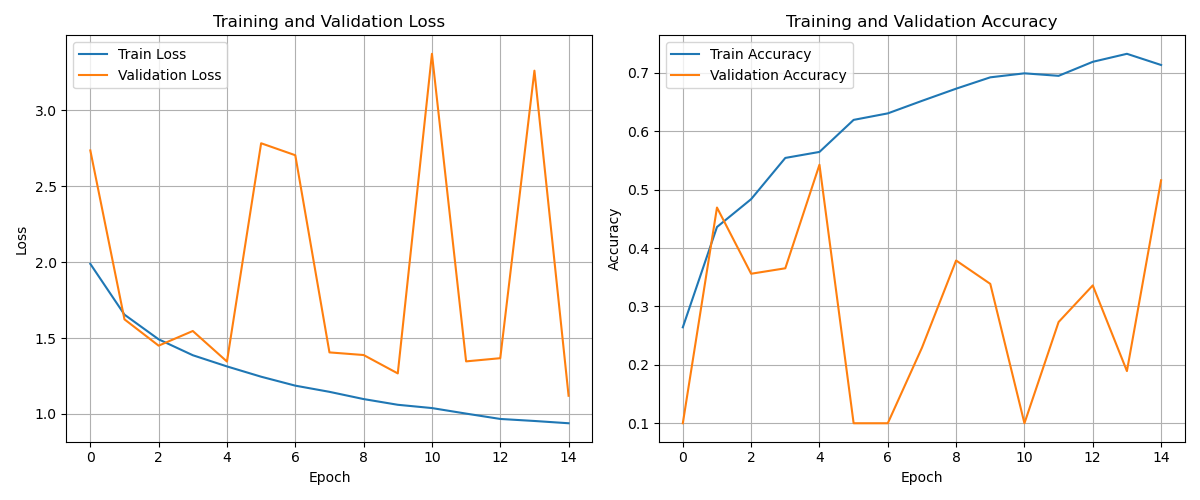 Training and Validation Loss
Train Loss
Validation Loss
Loss
3.0
2.5
2.0
1.5
1.0
0 2 4 6 8 10 12 14
Epoch
Training and Validation Accuracy
Train Accuracy
Validation Accuracy
Accuracy
0.7
0.6
0.5
0.4
0.3
0.2
0.1
0 2 4 6 8 10 12 14
Epoch